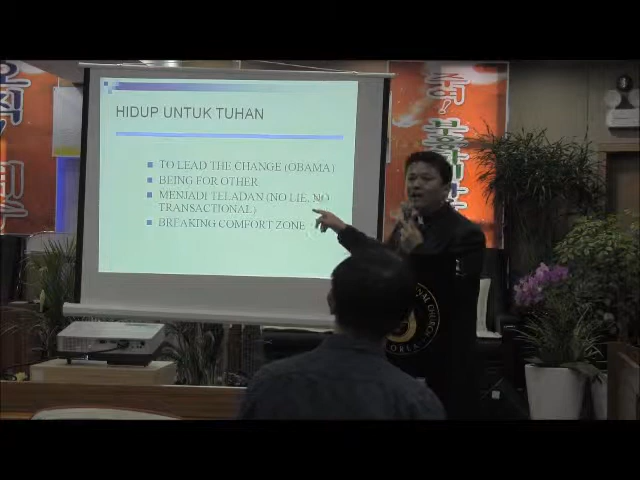 HIDUP UNTUK TUHAN
TO LEAD THE CHANGE (OBAMA)
BEING FOR OTHER
MENJADI TELADAN (NO LIE, NO
TRANSACTIONAL)
BREAKING COMFORT ZONE